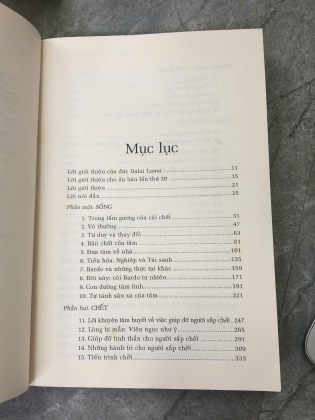 Mục lục
Lời giới thiệu của đức Dalai Lama 11
Lời giới thiệu cho ấn bản lần thứ 30 15
Lời giới thiệu 21
Lời nói đầu 25
Phần một. SỐNG
1. Trong tấm gương của cái chết 31
2. Vô thường 47
3. Tư duy và thay đổi 63
4. Bản chất của tâm 81
5. Đưa tâm về nhà 101
6. Tiến hóa, Nghiệp và Tái sanh 135
7. Bardo và những thực tại khác 159
8. Đời này: cõi Bardo tự nhiên 171
9. Con đường tâm linh 191
10. Tự tánh sâu xa của tâm 221
Phần hai. CHẾT
11. Lời khuyên tâm huyết về việc giúp đỡ người sắp chết 247
12. Lòng bi mẫn: Viên ngọc như ý 265
13. Giúp đỡ tinh thần cho người sắp chết 291
14. Những hành trì cho người sắp chết 309
15. Tiến trình chết 333